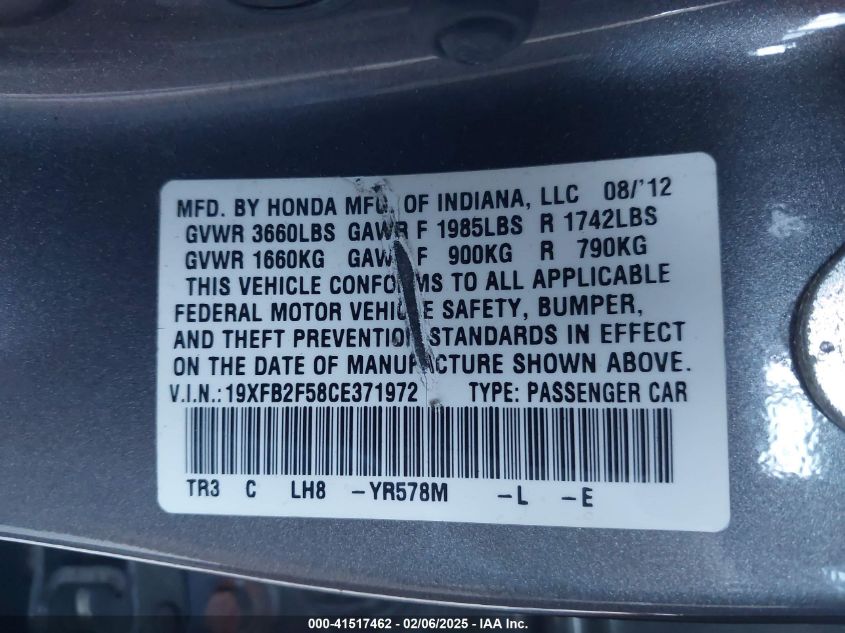 MFD. BY HONDA MFG. OF INDIANA, LLC 08/'12
GVWR 3660LBS GAWR F 1985LBS R 1742LBS
GVWR 1660KG GAWR F 900KG R 790KG
THIS VEHICLE CONFORMS TO ALL APPLICABLE
FEDERAL MOTOR VEHICLE SAFETY, BUMPER,
AND THEFT PREVENTION STANDARDS IN EFFECT
ON THE DATE OF MANUFACTURE SHOWN ABOVE.
V.I.N.:19XFB2F58CE371972 TYPE: PASSENGER CAR
TR3 C LH8 -YR578M -L -E
000-41517462 - 02/06/2025 - IAA Inc.